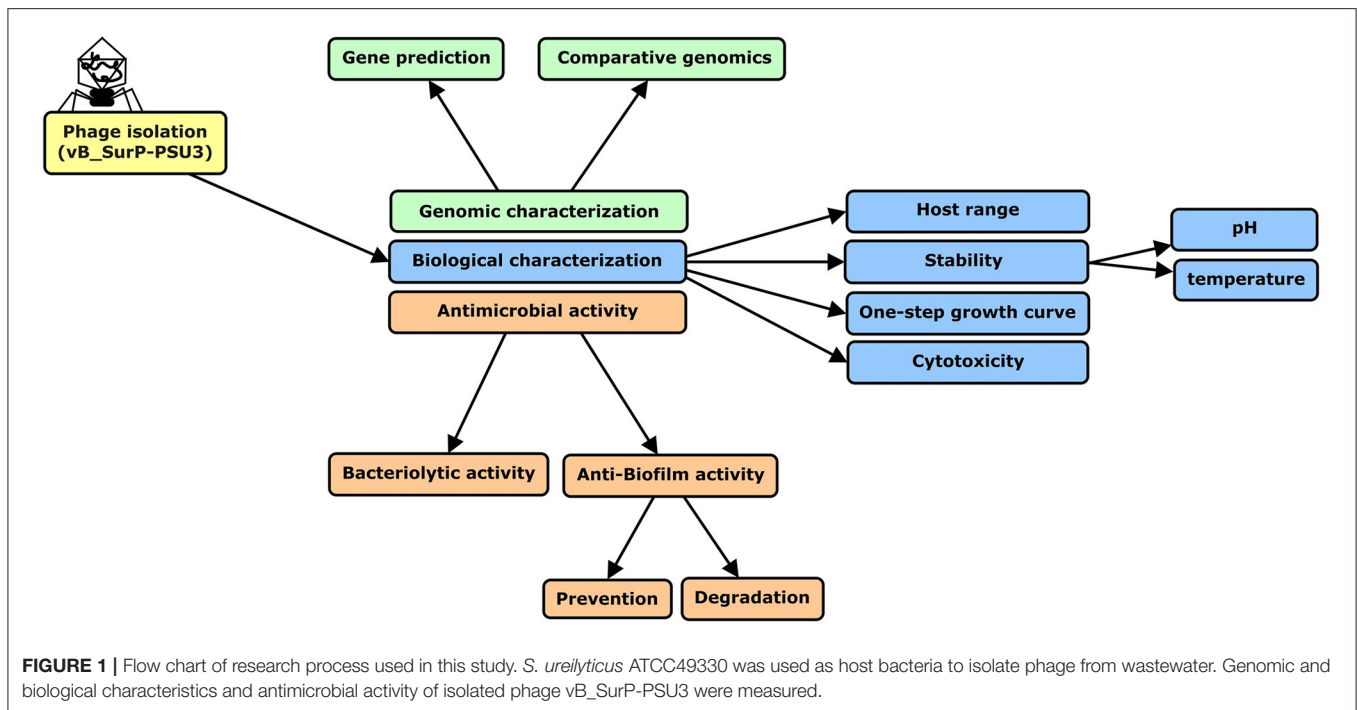 Gene prediction
Comparative genomics
Phage isolation
(vB_SurP-PSU3)
Genomic characterization
Biological characterization
Antimicrobial activity
Host range
Stability
One-step growth curve
Cytotoxicity
pH
temperature
Bacteriolytic activity
Anti-Biofilm activity
Prevention
Degradation
FIGURE 1 | Flow chart of research process used in this study. S. ureilyticus ATCC49330 was used as host bacteria to isolate phage from wastewater. Genomic and
biological characteristics and antimicrobial activity of isolated phage vB_SurP-PSU3 were measured.